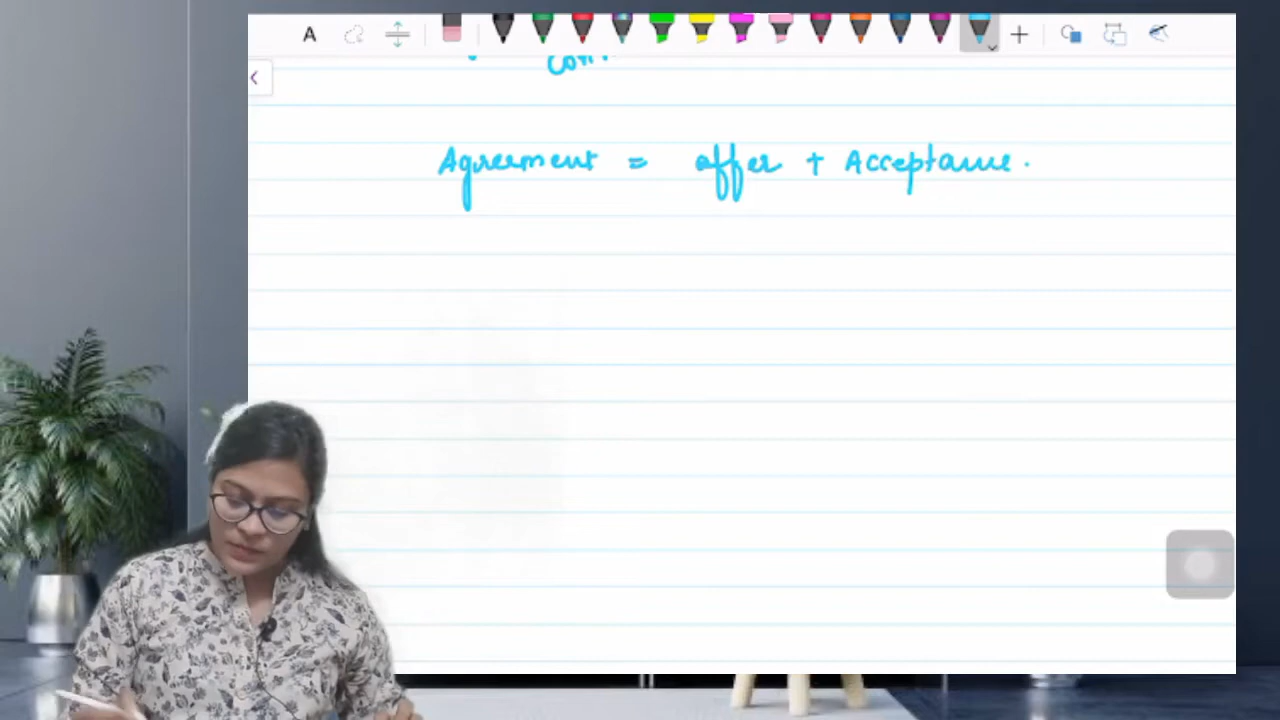 A
Agreement = offer + Acceptance.